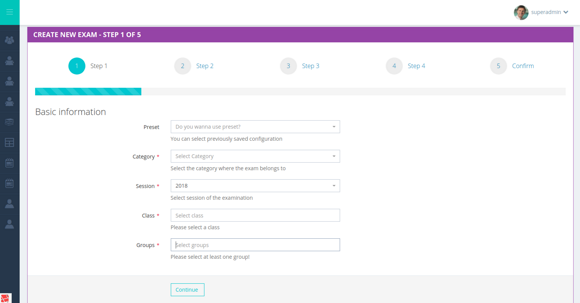 superadmin
CREATE NEW EXAM - STEP 1 OF 5
1 Step 1 2 Step 2 3 Step 3 4 Step 4 5 Confirm
Basic information
Preset Do you wanna use preset?
You can select previously saved configuration
Category * Select Category
Select the category where the exam belongs to
Session * 2018
Select session of the examination
Class * Select class
Please select a class
Groups * Select groups
Please select at least one group!
Continue